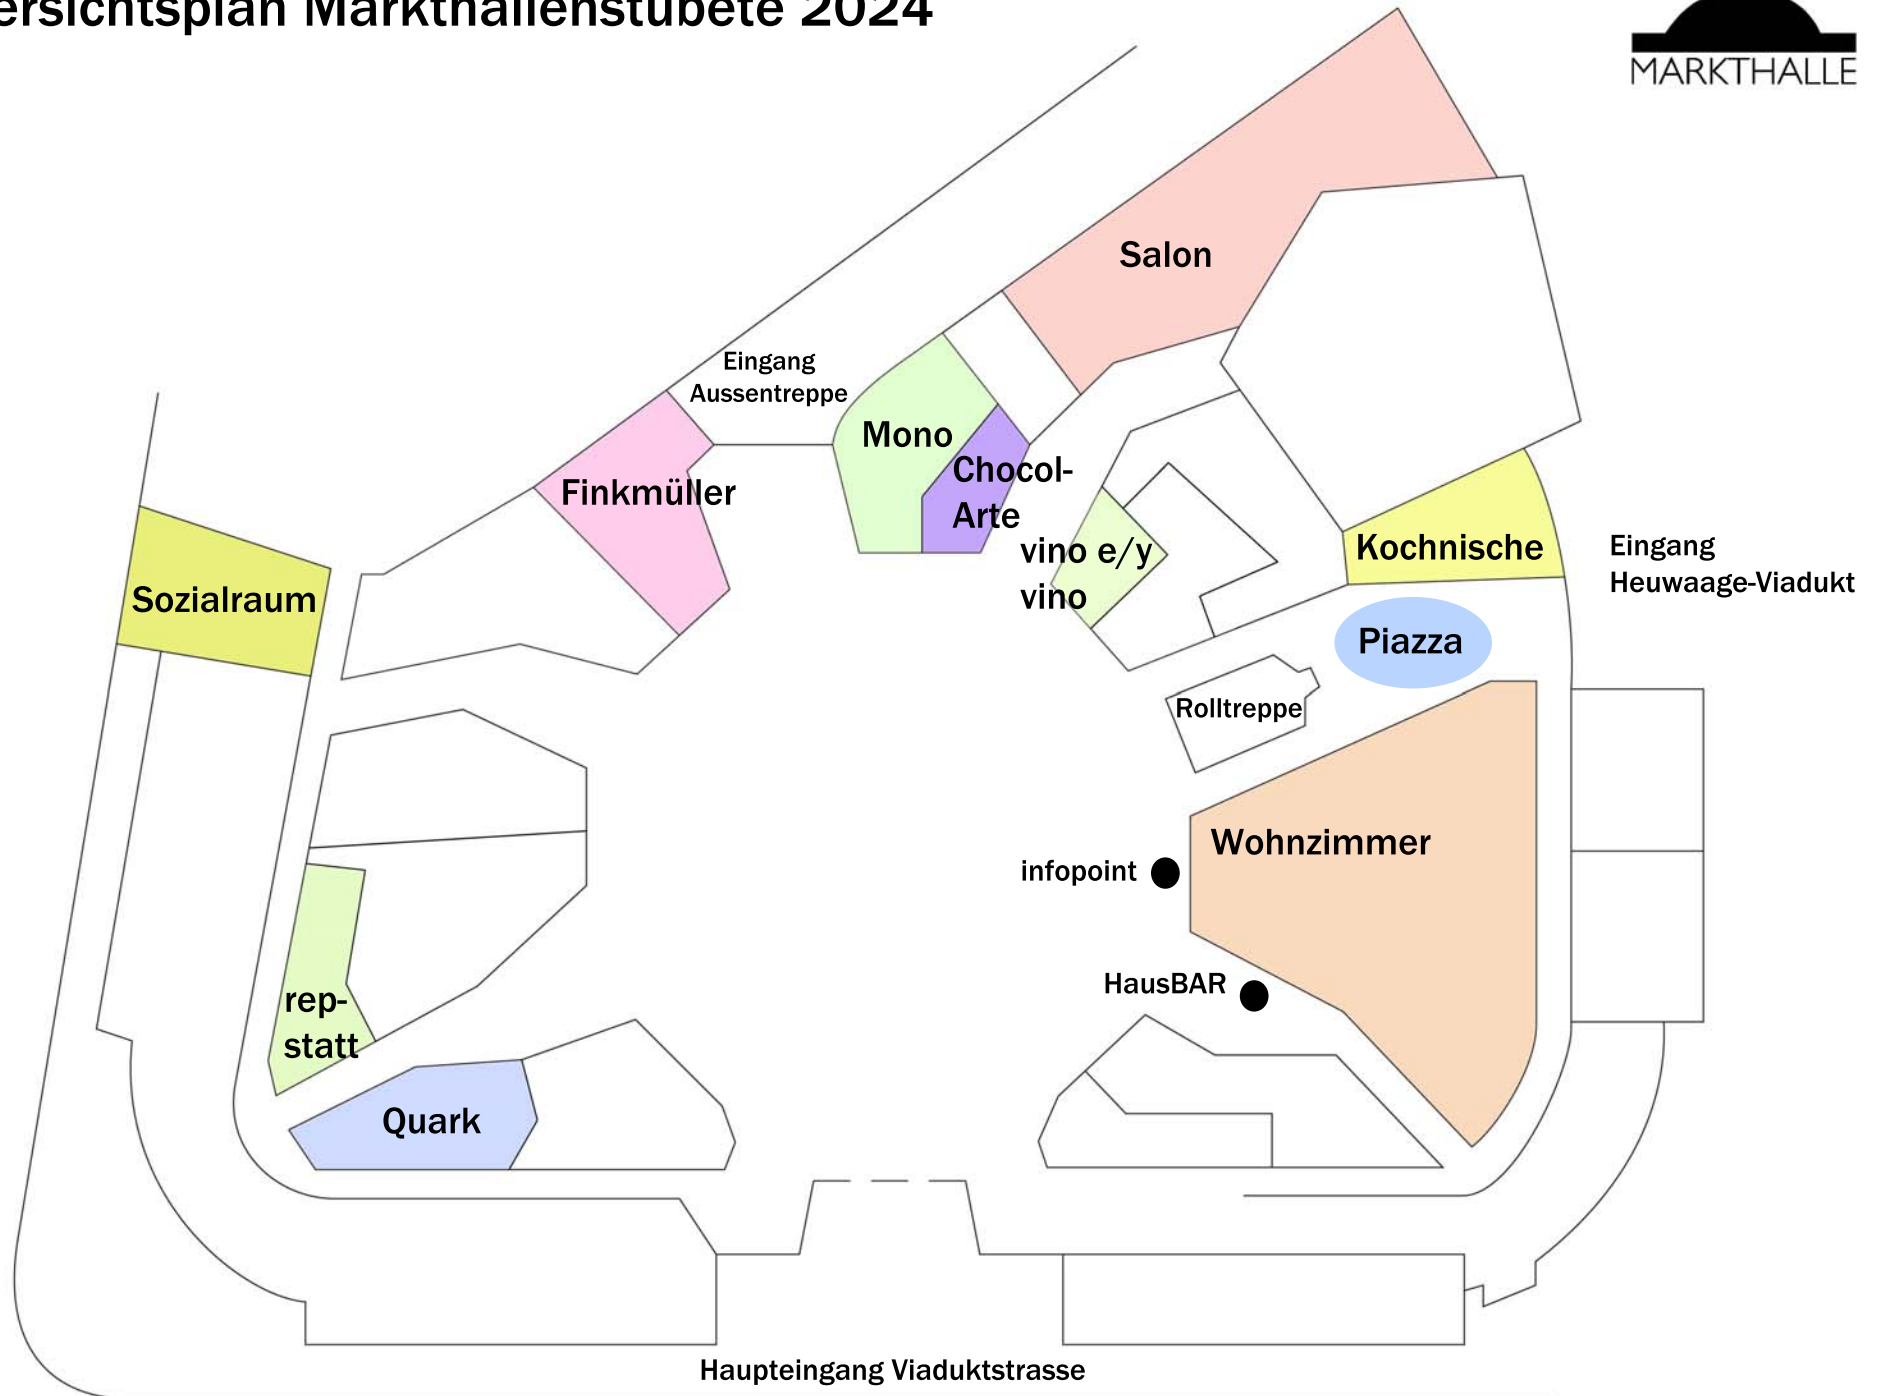 ersichtsplan Markthallenstubete 2024
MARKTHALLE
Salon
Eingang
Aussentreppe
Mono
Chocol-
Arte
Finkmüller
vino e/y
vino
Kochnische
Eingang
Heuwaage-Viadukt
Sozialraum
Piazza
Rolltreppe
Wohnzimmer
infopoint
HausBAR
rep-
statt
Quark
Haupteingang Viaduktstrasse